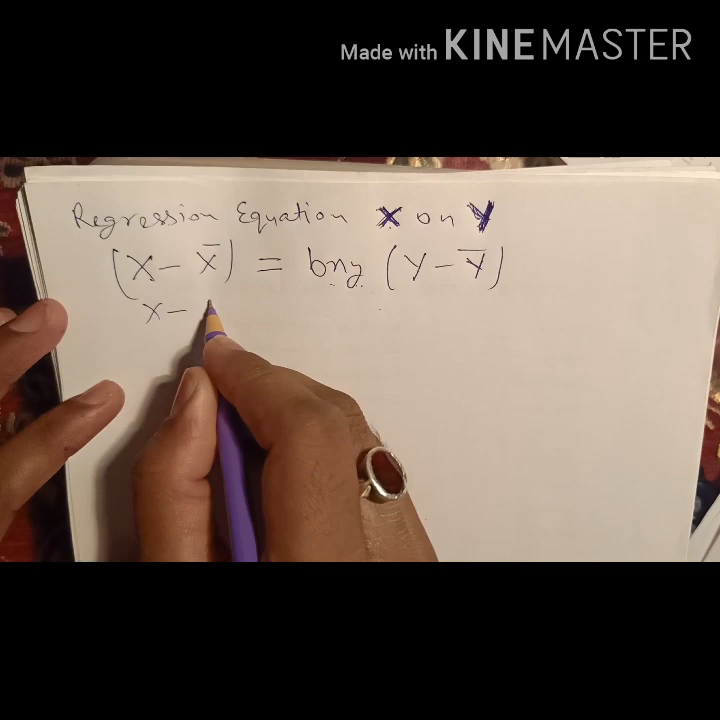 Made with KINEMASTER
Regression Equation X on Y
(X - X̄) = bxy (Y - Y̅)
X -